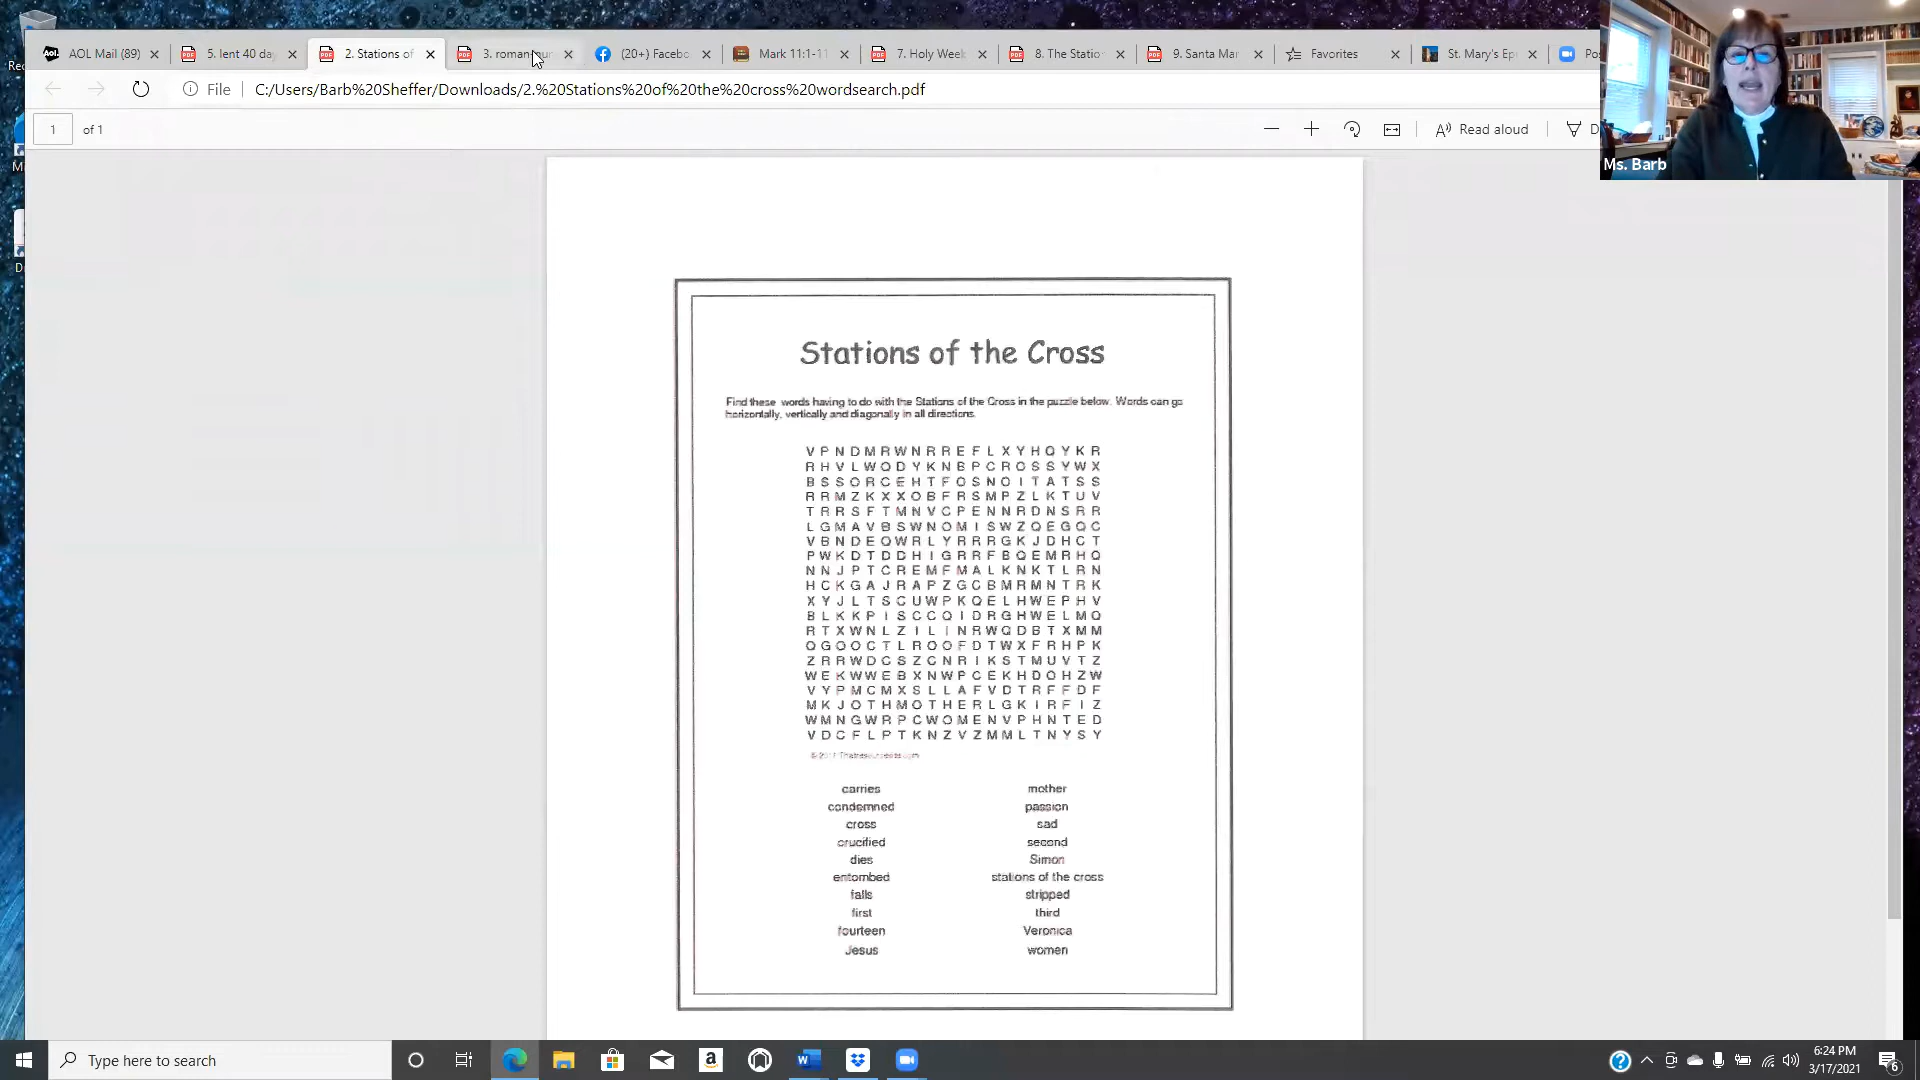 AOL Mail (89)
5. lent 40 da
2. Stations of
3. roman
(20+) Facebo
Mark 11:1-11
7. Holy Week
8. The Statio
9. Santa Mar
Favorites
St. Mary's Ep
Pos
File
C:/Users/Barb%20Sheffer/Downloads/2.%20Stations%20of%20the%20cross%20wordsearch.pdf
1 of 1
Read aloud
Ms. Barb
Stations of the Cross
Find these words having to do with the Stations of the Cross in the puzzle below. Words can go
horizontally, vertically and diagonally in all directions.
V P N D M R W N R R E F L X Y H Q Y K R
R H V L W O D Y K N B P C R O S S Y W X
B S S O R C E H T F O S N O I T A T S S
R R M Z K X X O B F R S M P Z L K T U V
T R R S F T M N V C P E N N R D N S R R
L G M A V B S W N O M I S W Z Q E G Q C
V B N D E Q W R L Y R R R G K J D H C T
P W K D T D D H I G R R F B Q E M R H Q
N N J P T C R E M F M A L K N K T L R N
H C K G A J R A P Z G C B M R M N T R K
X Y J L T S C U W P K Q E L H W E P H V
B L K K P I S C C Q I D R G H W E L M Q
R T X W N L Z I L I N R W Q D B T X M M
Q G O O C T L R O O F D T W X F R H P K
Z R R W D C S Z C N R I K S T M U V T Z
W E K W W E B X N W P C E K H D O H Z W
V Y P M C M X S L L A F V D T R F F D F
M K J O T H M O T H E R L G K I R F I Z
W M N G W R P C W O M E N V P H N T E D
V D C F L P T K N Z V Z M M L T N Y S Y
carries mother
condemned passion
cross sad
crucified second
dies Simon
entombed stations of the cross
falls stripped
first third
fourteen Veronica
Jesus women
Type here to search
6:24 PM
3/17/2021
6